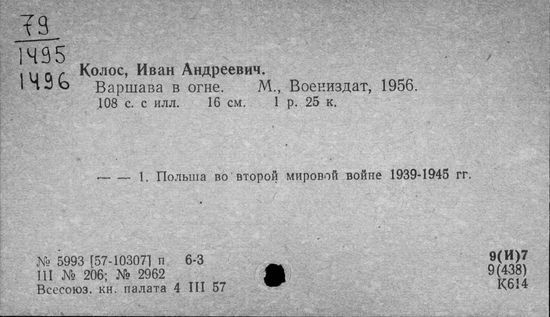 79
1495
1496
Колос, Иван Андреевич.
Варшава в огне. М., Воениздат, 1956.
108 с. с илл. 16 см. 1 р. 25 к.
— — 1. Польша во второй мировой войне 1939-1945 гг.
№ 5993 [57-10307] п 6-3
III № 206; № 2962
Всесоюз. кн. палата 4 III 57
9(И)7
9(438)
К614